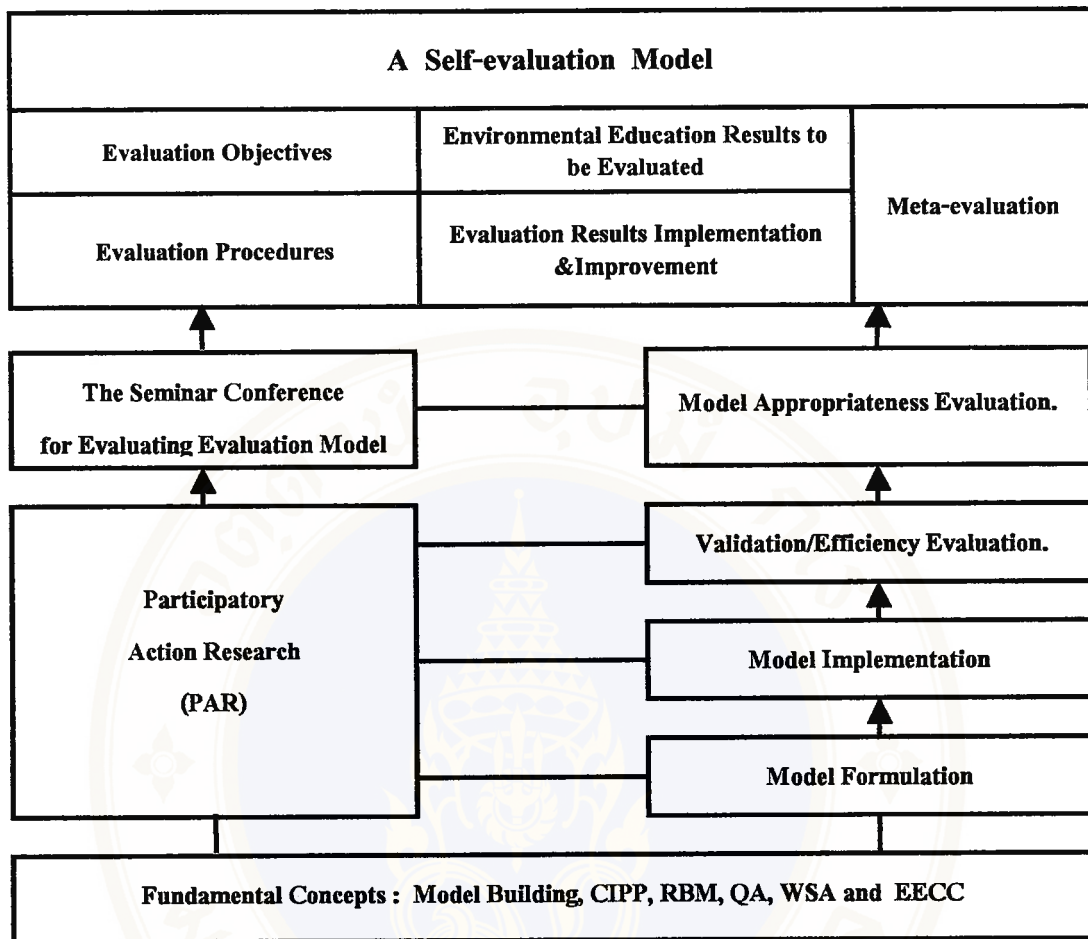 A Self-evaluation Model
Evaluation Objectives
Environmental Education Results to
be Evaluated
Meta-evaluation
Evaluation Procedures
Evaluation Results Implementation
&Improvement
The Seminar Conference
for Evaluating Evaluation Model
Model Appropriateness Evaluation.
Validation/Efficiency Evaluation.
Participatory
Action Research
(PAR)
Model Implementation
Model Formulation
Fundamental Concepts : Model Building, CIPP, RBM, QA, WSA and EECC